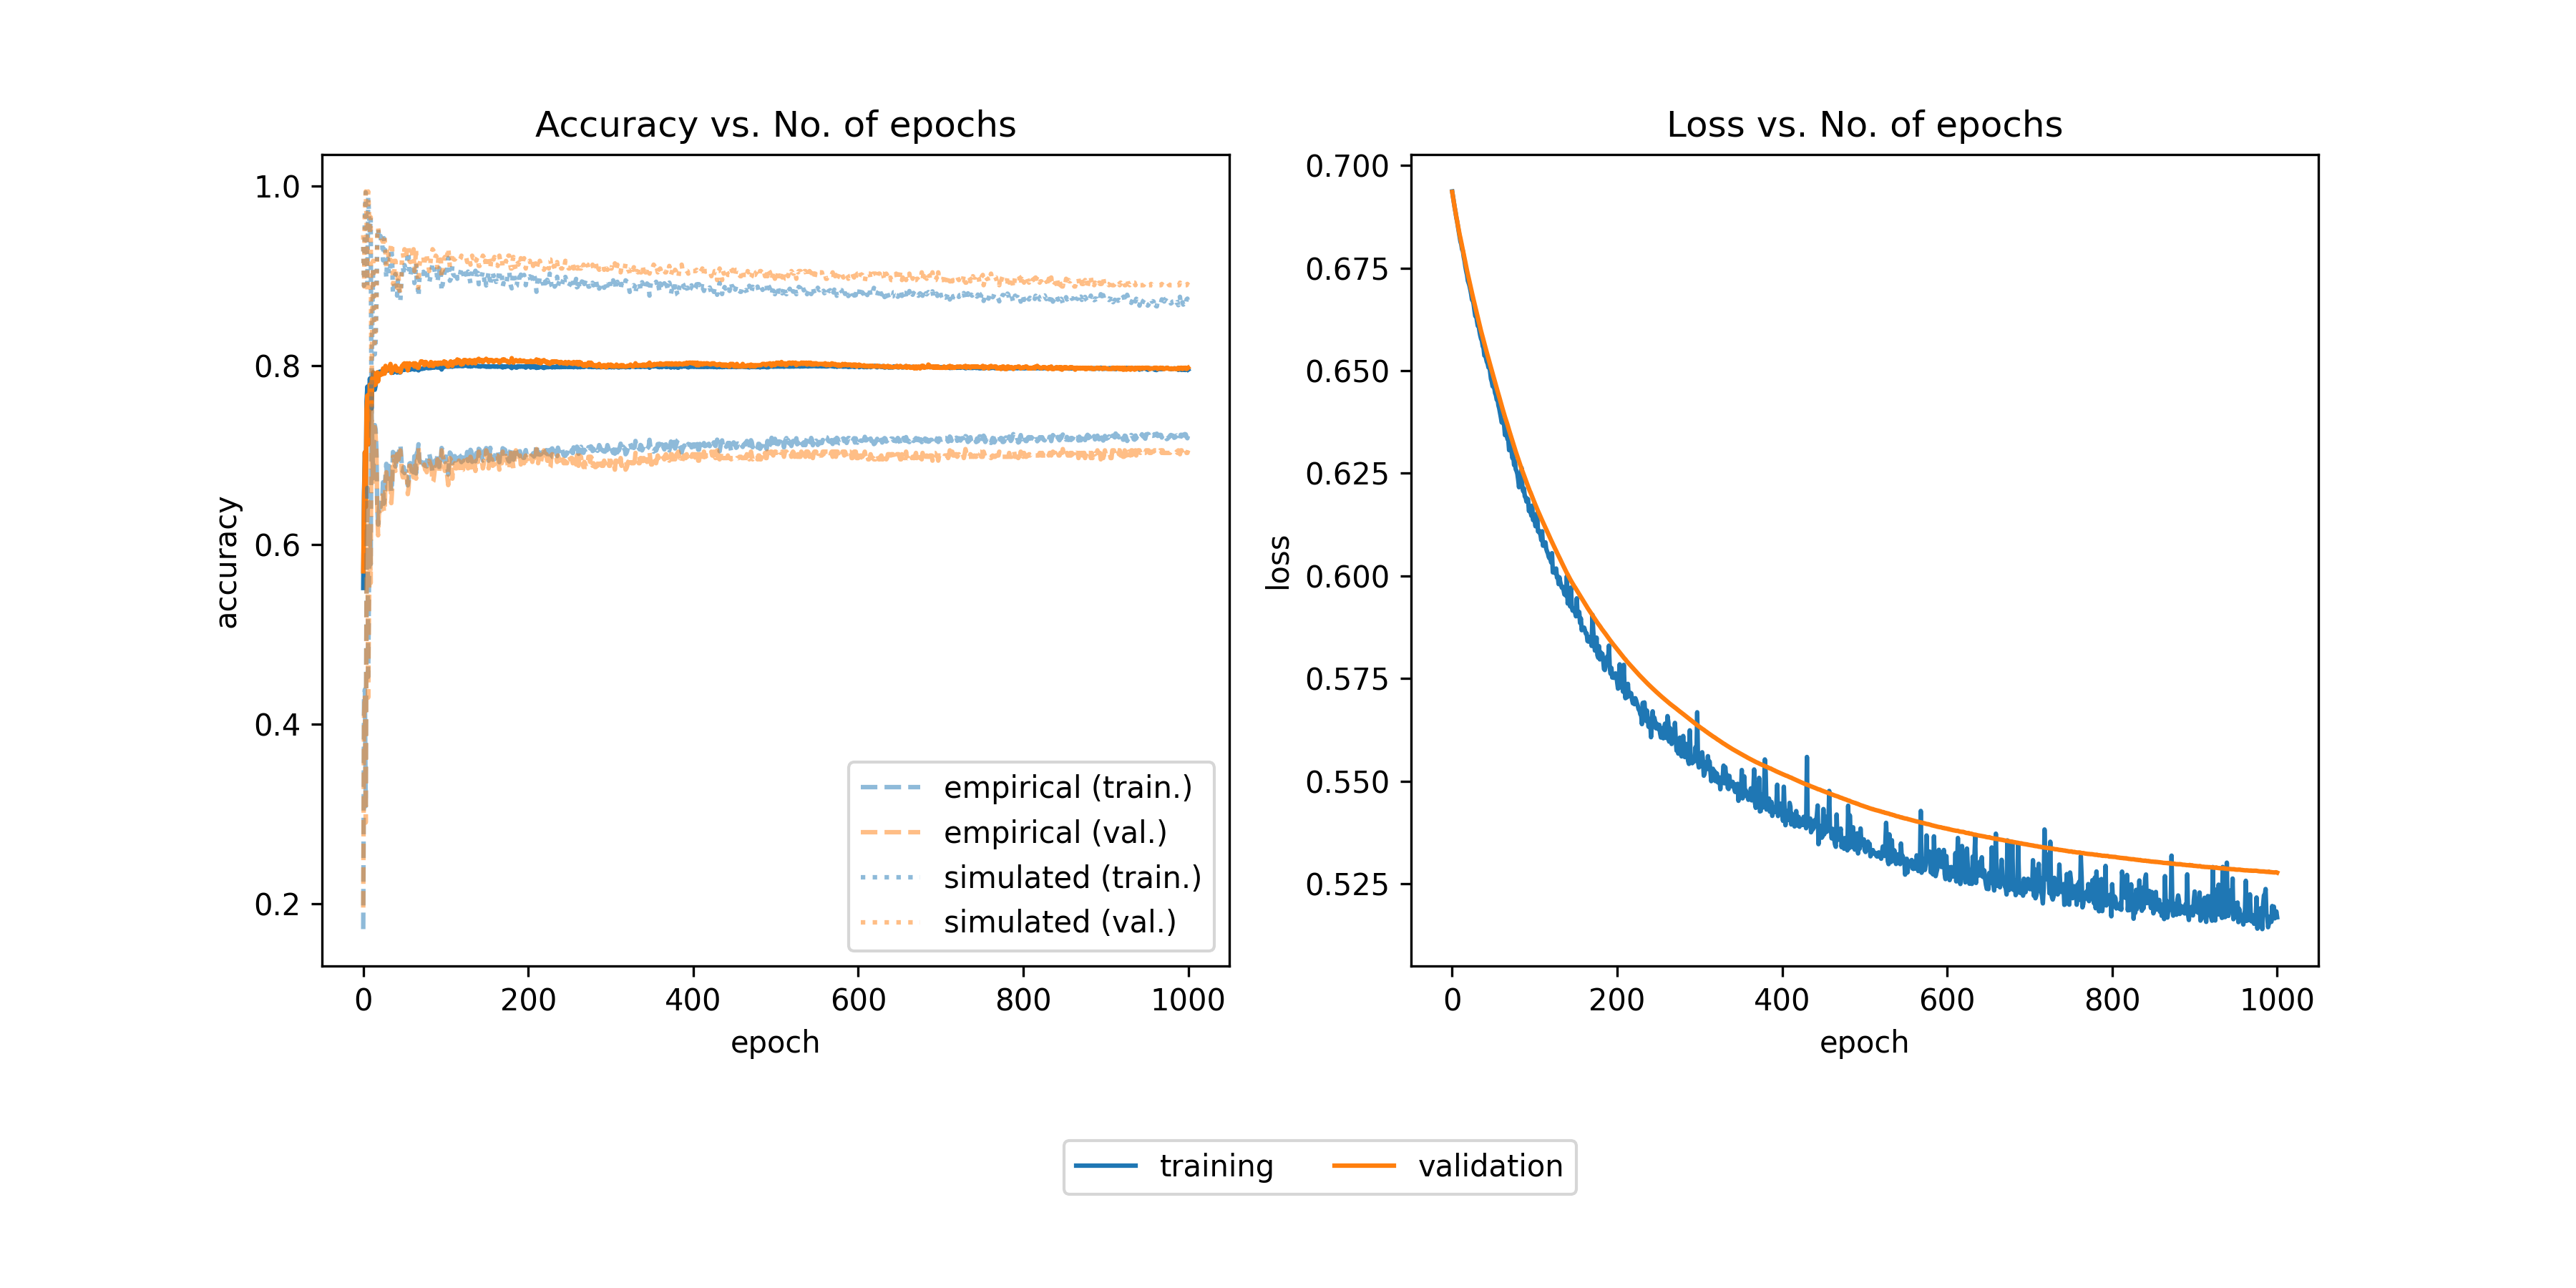 Accuracy vs. No. of epochs
1.0
0.8
0.6
0.4
0.2
accuracy
empirical (train.)
empirical (val.)
simulated (train.)
simulated (val.)
0 200 400 600 800 1000
epoch
Loss vs. No. of epochs
0.700
0.675
0.650
0.625
0.600
0.575
0.550
0.525
loss
0 200 400 600 800 1000
epoch
training validation